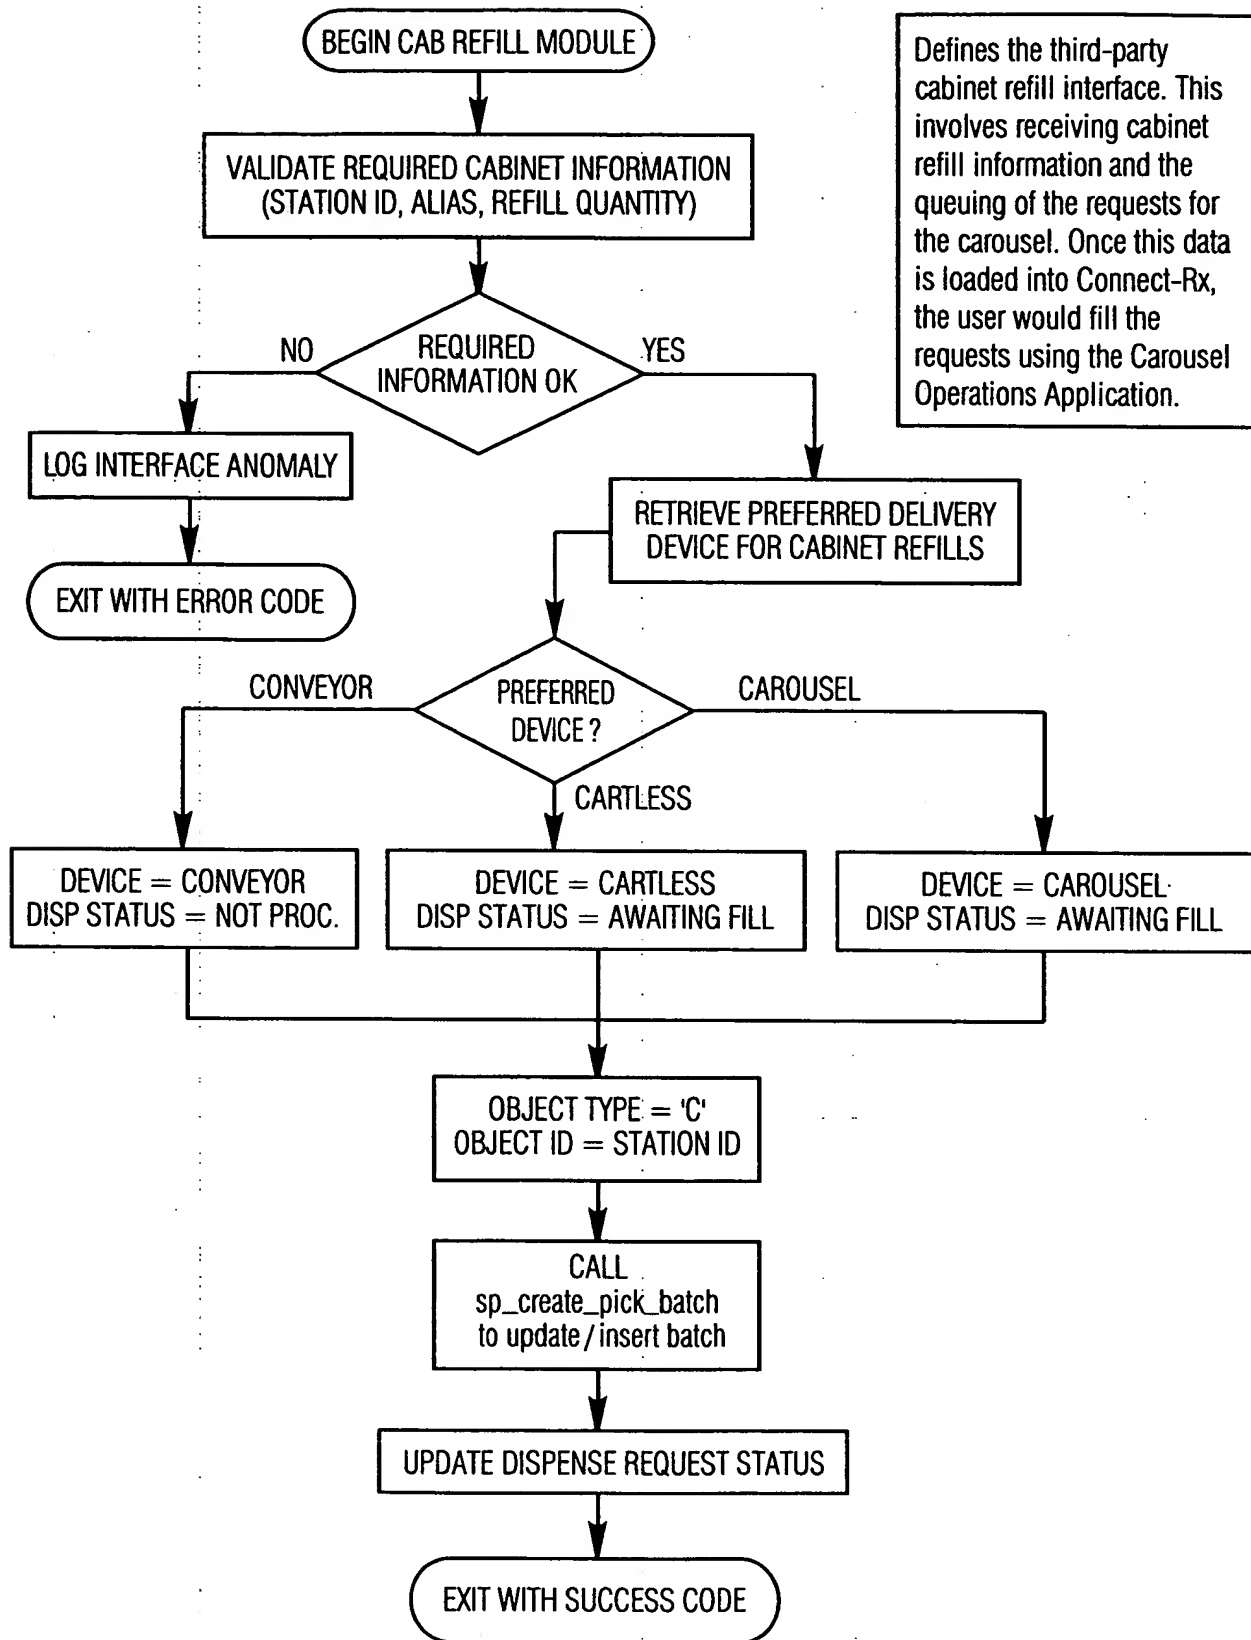 BEGIN CAB REFILL MODULE
Defines the third-party
cabinet refill interface. This
involves receiving cabinet
refill information and the
queuing of the requests for
the carousel. Once this data
is loaded into Connect-Rx,
the user would fill the
requests using the Carousel
Operations Application.
VALIDATE REQUIRED CABINET INFORMATION
(STATION ID, ALIAS, REFILL QUANTITY)
NO
REQUIRED
INFORMATION OK
YES
LOG INTERFACE ANOMALY
EXIT WITH ERROR CODE
RETRIEVE PREFERRED DELIVERY
DEVICE FOR CABINET REFILLS
CONVEYOR
PREFERRED
DEVICE?
CAROUSEL
CARTLESS
DEVICE = CONVEYOR
DISP STATUS = NOT PROC.
DEVICE = CARTLESS
DISP STATUS = AWAITING FILL
DEVICE = CAROUSEL
DISP STATUS = AWAITING FILL
OBJECT TYPE = 'C'
OBJECT ID = STATION ID
CALL
sp_create_pick_batch
to update/insert batch
UPDATE DISPENSE REQUEST STATUS
EXIT WITH SUCCESS CODE